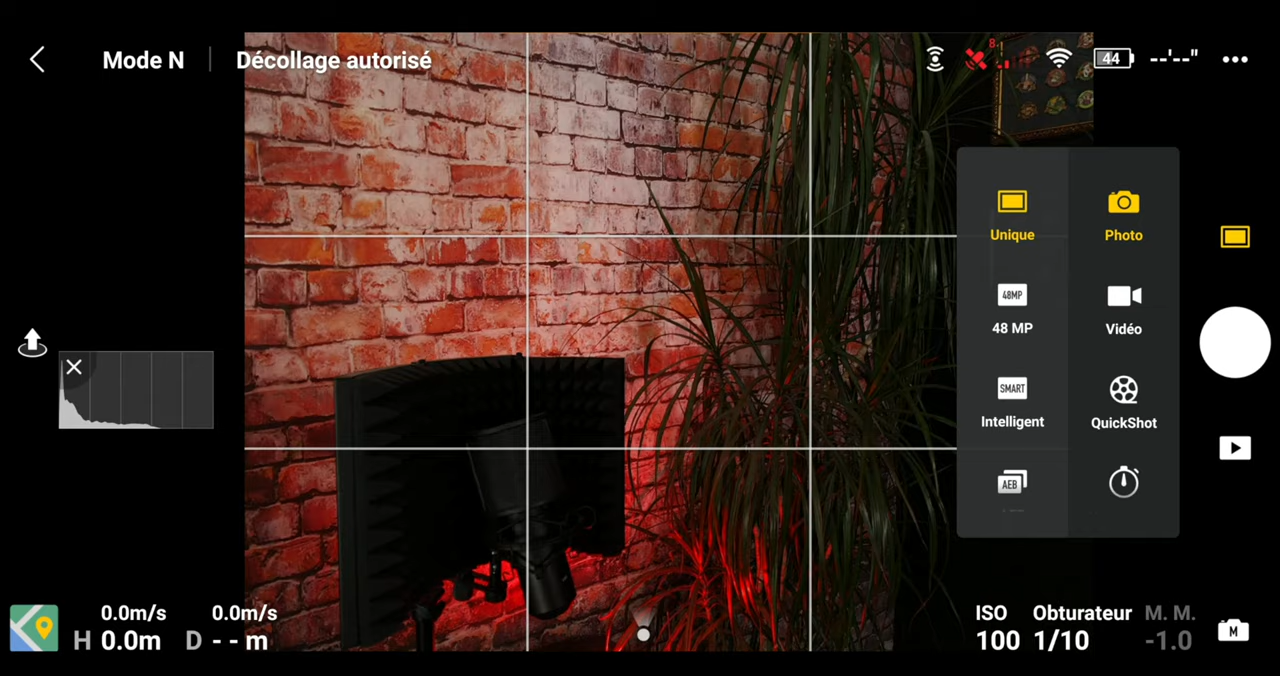 Mode N
Décollage autorisé
8
44
--'--"
Unique
Photo
48MP
48 MP
Vidéo
SMART
Intelligent
QuickShot
AEB
0.0m/s
0.0m/s
H 0.0m
D - - m
ISO
Obturateur
M. M.
100
1/10
-1.0
M